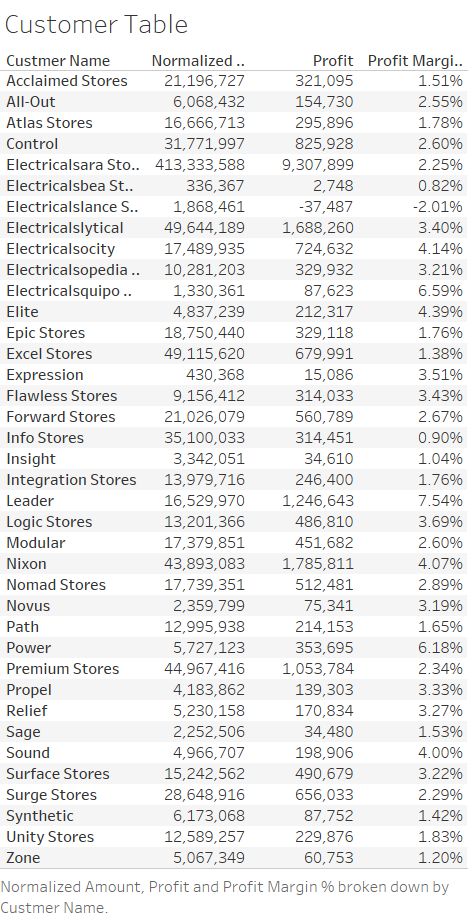 Customer Table
Custmer Name Normalized .. Profit Profit Margi..
Acclaimed Stores 21,196,727 321,095 1.51%
All-Out 6,068,432 154,730 2.55%
Atlas Stores 16,666,713 295,896 1.78%
Control 31,771,997 825,928 2.60%
Electricalsara Sto.. 413,333,588 9,307,899 2.25%
Electricalsbea St.. 336,367 2,748 0.82%
Electricalslance S.. 1,868,461 -37,487 -2.01%
Electricalslytical 49,644,189 1,688,260 3.40%
Electricalsocity 17,489,935 724,632 4.14%
Electricalsopedia .. 10,281,203 329,932 3.21%
Electricalsquipo .. 1,330,361 87,623 6.59%
Elite 4,837,239 212,317 4.39%
Epic Stores 18,750,440 329,118 1.76%
Excel Stores 49,115,620 679,991 1.38%
Expression 430,368 15,086 3.51%
Flawless Stores 9,156,412 314,033 3.43%
Forward Stores 21,026,079 560,789 2.67%
Info Stores 35,100,033 314,451 0.90%
Insight 3,342,051 34,610 1.04%
Integration Stores 13,979,716 246,400 1.76%
Leader 16,529,970 1,246,643 7.54%
Logic Stores 13,201,366 486,810 3.69%
Modular 17,379,851 451,682 2.60%
Nixon 43,893,083 1,785,811 4.07%
Nomad Stores 17,739,351 512,481 2.89%
Novus 2,359,799 75,341 3.19%
Path 12,995,938 214,153 1.65%
Power 5,727,123 353,695 6.18%
Premium Stores 44,967,416 1,053,784 2.34%
Propel 4,183,862 139,303 3.33%
Relief 5,230,158 170,834 3.27%
Sage 2,252,506 34,480 1.53%
Sound 4,966,707 198,906 4.00%
Surface Stores 15,242,562 490,679 3.22%
Surge Stores 28,648,916 656,033 2.29%
Synthetic 6,173,068 87,752 1.42%
Unity Stores 12,589,257 229,876 1.83%
Zone 5,067,349 60,753 1.20%
Normalized Amount, Profit and Profit Margin % broken down by
Custmer Name.